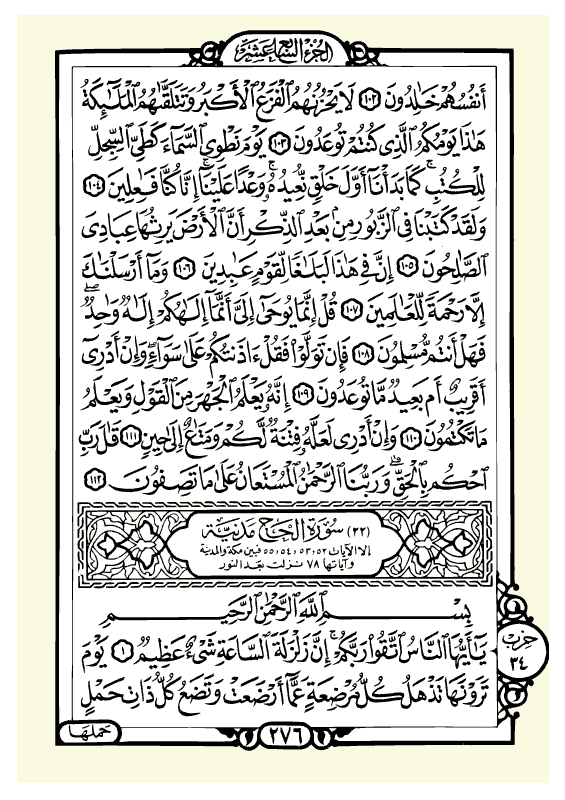 الجزء السابع عشر
أَنفُسُهُمْ خَـٰلِدُونَ ﴿١٠٢﴾ لَا يَحْزُنُهُمُ ٱلْفَزَعُ ٱلْأَكْبَرُ وَتَتَلَقَّىٰهُمُ ٱلْمَلَـٰٓئِكَةُ
هَـٰذَا يَوْمُكُمُ ٱلَّذِى كُنتُمْ تُوعَدُونَ ﴿١٠٣﴾ يَوْمَ نَطْوِى ٱلسَّمَآءَ كَطَىِّ ٱلسِّجِلِّ
لِلْكُتُبِ ۚ كَمَا بَدَأْنَآ أَوَّلَ خَلْقٍ نُّعِيدُهُۥ ۚ وَعْدًا عَلَيْنَآ ۚ إِنَّا كُنَّا فَـٰعِلِينَ ﴿١٠٤﴾
وَلَقَدْ كَتَبْنَا فِى ٱلزَّبُورِ مِنۢ بَعْدِ ٱلذِّكْرِ أَنَّ ٱلْأَرْضَ يَرِثُهَا عِبَادِىَ
ٱلصَّـٰلِحُونَ ﴿١٠٥﴾ إِنَّ فِى هَـٰذَا لَبَلَـٰغًا لِّقَوْمٍ عَـٰبِدِينَ ﴿١٠٦﴾ وَمَآ أَرْسَلْنَـٰكَ
إِلَّا رَحْمَةً لِّلْعَـٰلَمِينَ ﴿١٠٧﴾ قُلْ إِنَّمَا يُوحَىٰٓ إِلَىَّ أَنَّمَآ إِلَـٰهُكُمْ إِلَـٰهٌ وَٰحِدٌ ۖ
فَهَلْ أَنتُم مُّسْلِمُونَ ﴿١٠٨﴾ فَإِن تَوَلَّوْا۟ فَقُلْ ءَاذَنتُكُمْ عَلَىٰ سَوَآءٍ ۖ وَإِنْ أَدْرِىٓ
أَقَرِيبٌ أَم بَعِيدٌ مَّا تُوعَدُونَ ﴿١٠٩﴾ إِنَّهُۥ يَعْلَمُ ٱلْجَهْرَ مِنَ ٱلْقَوْلِ وَيَعْلَمُ
مَا تَكْتُمُونَ ﴿١١٠﴾ وَإِنْ أَدْرِى لَعَلَّهُۥ فِتْنَةٌ لَّكُمْ وَمَتَـٰعٌ إِلَىٰ حِينٍ ﴿١١١﴾ قَـٰلَ رَبِّ
ٱحْكُم بِٱلْحَقِّ ۗ وَرَبُّنَا ٱلرَّحْمَـٰنُ ٱلْمُسْتَعَانُ عَلَىٰ مَا تَصِفُونَ ﴿١١٢﴾
(٢٢) سورة الحج مدنية
إلا الآيات ٥٢، ٥٣، ٥٤، ٥٥ فبين مكة والمدينة
وآياتها ٧٨ نزلت بعد النور
بِسْمِ ٱللَّهِ ٱلرَّحْمَـٰنِ ٱلرَّحِيمِ
يَـٰٓأَيُّهَا ٱلنَّاسُ ٱتَّقُوا۟ رَبَّكُمْ ۚ إِنَّ زَلْزَلَةَ ٱلسَّاعَةِ شَىْءٌ عَظِيمٌ ﴿١﴾ يَوْمَ
تَرَوْنَهَا تَذْهَلُ كُلُّ مُرْضِعَةٍ عَمَّآ أَرْضَعَتْ وَتَضَعُ كُلُّ ذَاتِ حَمْلٍ
حزب
٣٤
حملها
٢٧٦